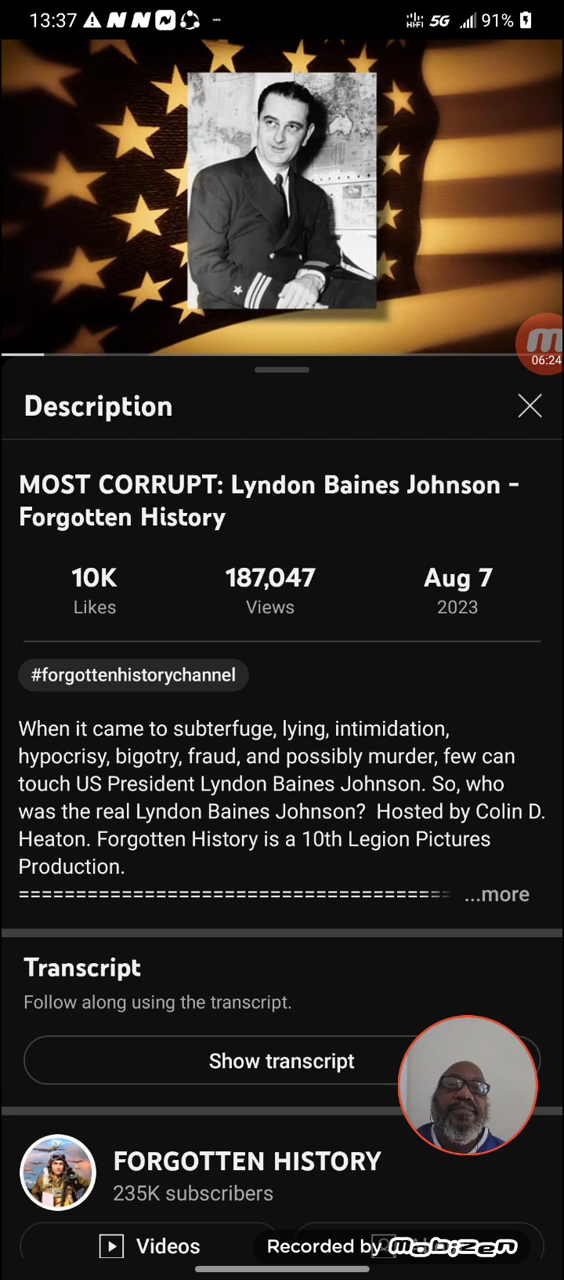 13:37 HiFi 5G 91%
06:24
Description
MOST CORRUPT: Lyndon Baines Johnson -
Forgotten History
10K 187,047 Aug 7
Likes Views 2023
#forgottenhistorychannel
When it came to subterfuge, lying, intimidation,
hypocrisy, bigotry, fraud, and possibly murder, few can
touch US President Lyndon Baines Johnson. So, who
was the real Lyndon Baines Johnson?  Hosted by Colin D.
Heaton. Forgotten History is a 10th Legion Pictures
Production.
====================================== ...more
Transcript
Follow along using the transcript.
Show transcript
FORGOTTEN HISTORY
235K subscribers
Videos
Recorded by mobizen